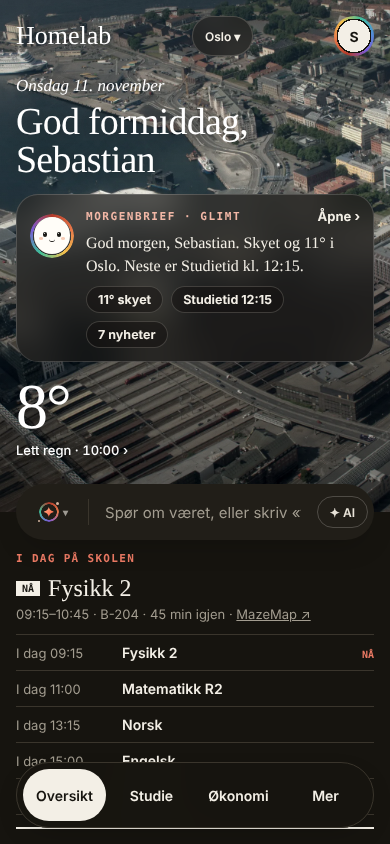 Homelab
Oslo ▾
S
Onsdag 11. november
God formiddag,
Sebastian
MORGENBRIEF · GLIMT
Åpne ›
God morgen, Sebastian. Skyet og 11° i
Oslo. Neste er Studietid kl. 12:15.
11° skyet
Studietid 12:15
7 nyheter
8°
Lett regn · 10:00 ›
Spør om været, eller skriv «
✦ AI
I DAG PÅ SKOLEN
NÅ Fysikk 2
09:15–10:45 · B-204 · 45 min igjen · MazeMap ↗
I dag 09:15 Fysikk 2 NÅ
I dag 11:00 Matematikk R2
I dag 13:15 Norsk
I dag 15:00 Engelsk
Oversikt Studie Økonomi Mer